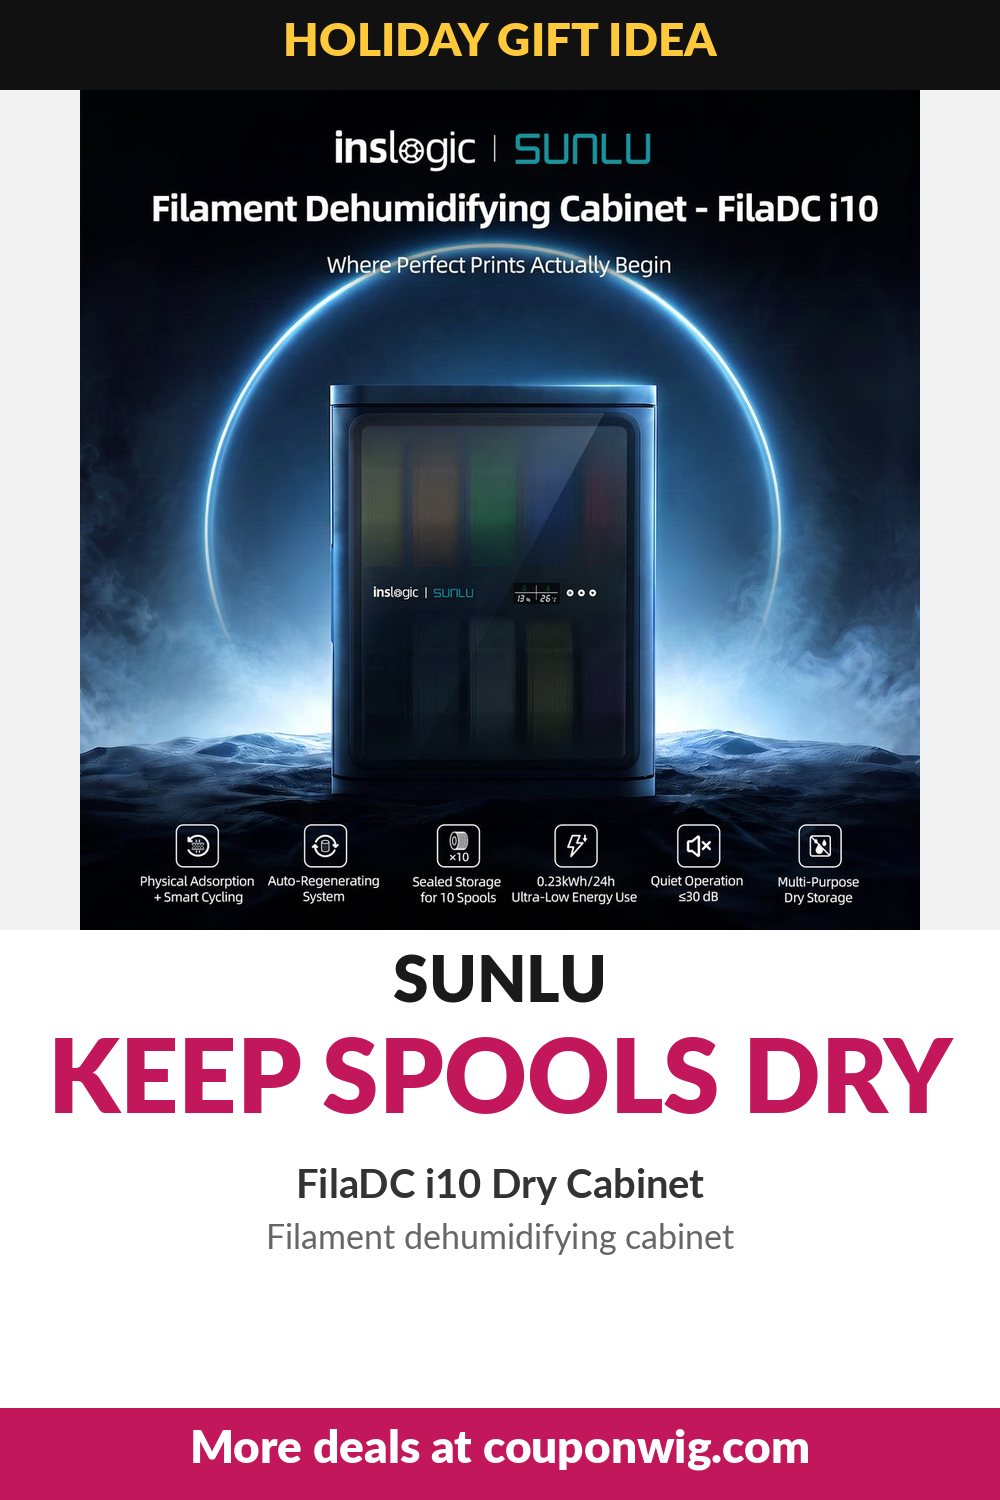 HOLIDAY GIFT IDEA
inslogic | SUNLU
Filament Dehumidifying Cabinet - FilaDC i10
Where Perfect Prints Actually Begin
inslogic | SUNLU
13% 26°C
×10
Physical Adsorption
+ Smart Cycling
Auto-Regenerating
System
Sealed Storage
for 10 Spools
0.23kWh/24h
Ultra-Low Energy Use
Quiet Operation
≤30 dB
Multi-Purpose
Dry Storage
SUNLU
KEEP SPOOLS DRY
FilaDC i10 Dry Cabinet
Filament dehumidifying cabinet
More deals at couponwig.com